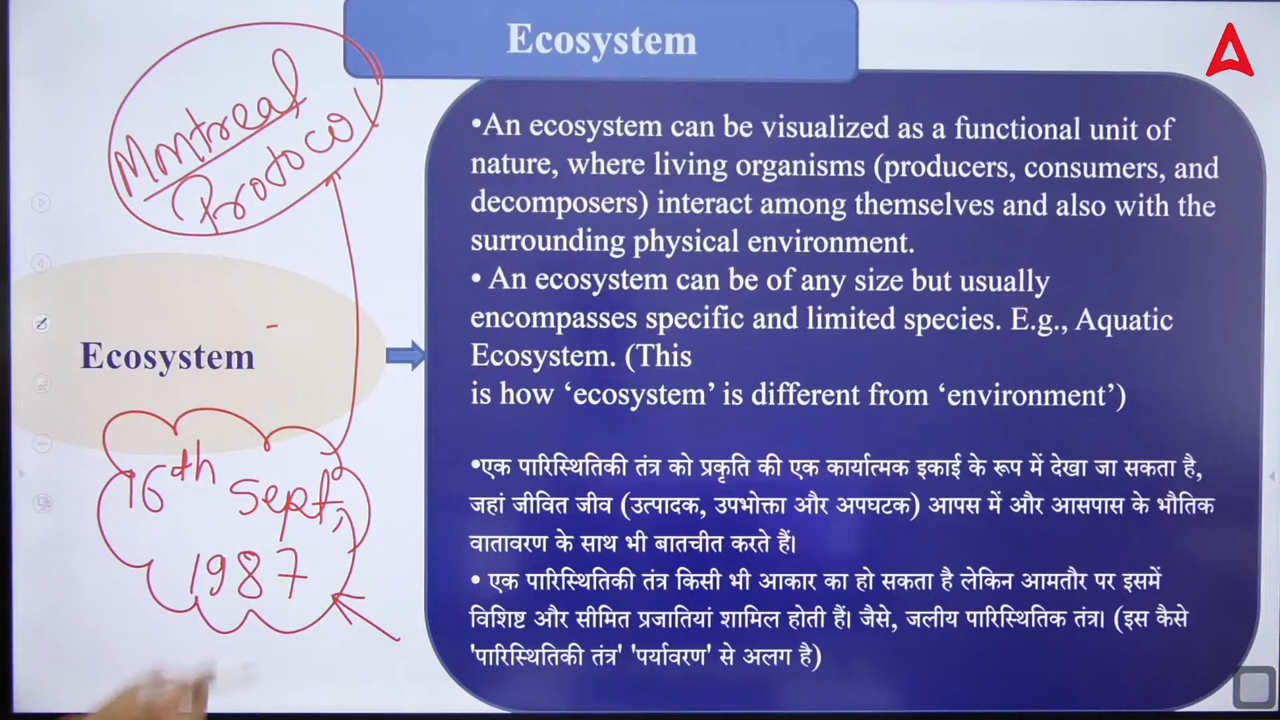 Ecosystem
Montreal
Protocol
•An ecosystem can be visualized as a functional unit of
nature, where living organisms (producers, consumers, and
decomposers) interact among themselves and also with the
surrounding physical environment.
• An ecosystem can be of any size but usually
encompasses specific and limited species. E.g., Aquatic
Ecosystem. (This
is how ‘ecosystem’ is different from ‘environment’)
Ecosystem
16th Sept,
1987
•एक पारिस्थितिकी तंत्र को प्रकृति की एक कार्यात्मक इकाई के रूप में देखा जा सकता है,
जहां जीवित जीव (उत्पादक, उपभोक्ता और अपघटक) आपस में और आसपास के भौतिक
वातावरण के साथ भी बातचीत करते हैं।
• एक पारिस्थितिकी तंत्र किसी भी आकार का हो सकता है लेकिन आमतौर पर इसमें
विशिष्ट और सीमित प्रजातियां शामिल होती हैं। जैसे, जलीय पारिस्थितिक तंत्र। (इस कैसे
'पारिस्थितिकी तंत्र' 'पर्यावरण' से अलग है)